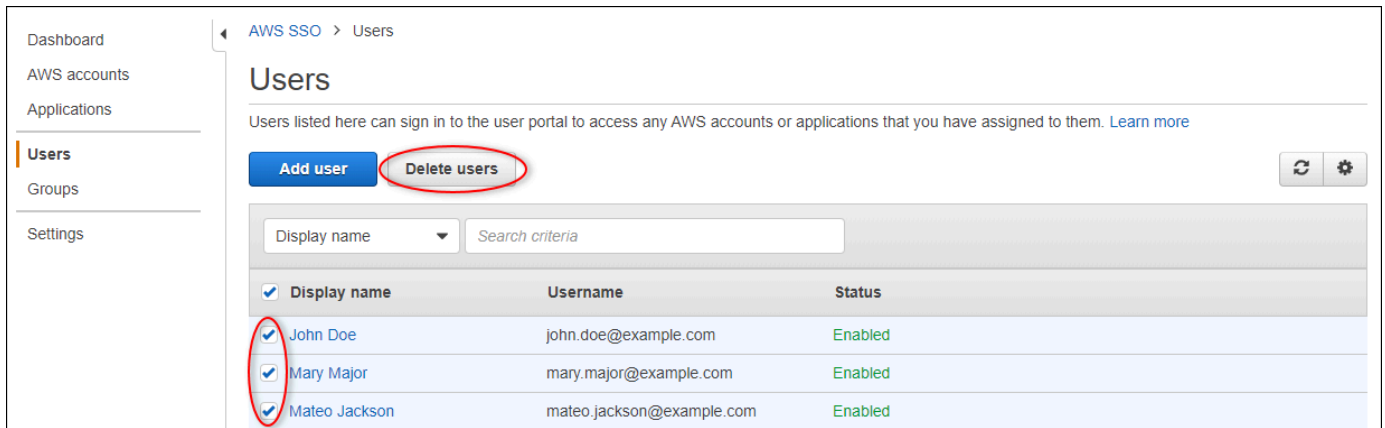 Dashboard
AWS accounts
Applications
Users
Groups
Settings
AWS SSO > Users
Users
Users listed here can sign in to the user portal to access any AWS accounts or applications that you have assigned to them. Learn more
Add user Delete users
Display name Search criteria
Display name Username Status
John Doe john.doe@example.com Enabled
Mary Major mary.major@example.com Enabled
Mateo Jackson mateo.jackson@example.com Enabled